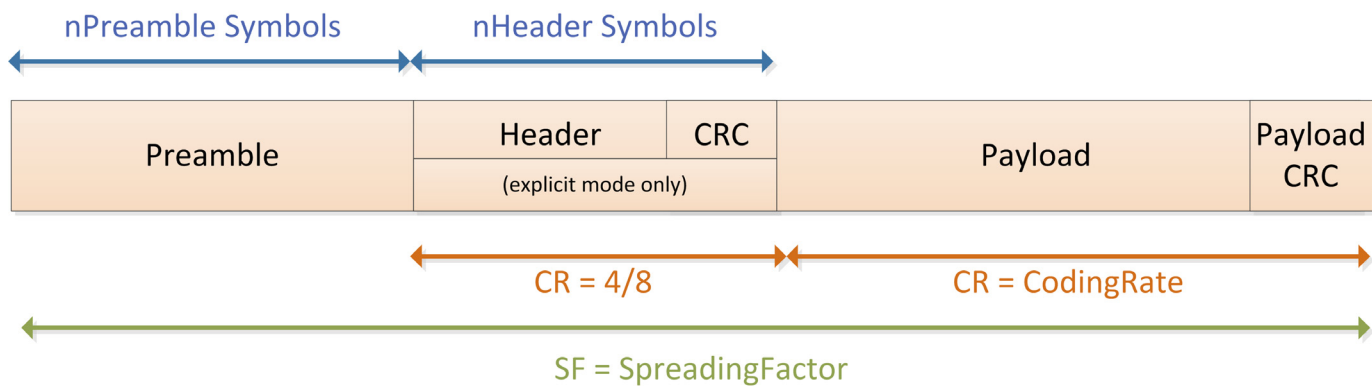 nPreamble Symbols
nHeader Symbols
Preamble
Header
CRC
(explicit mode only)
Payload
Payload
CRC
CR = 4/8
CR = CodingRate
SF = SpreadingFactor